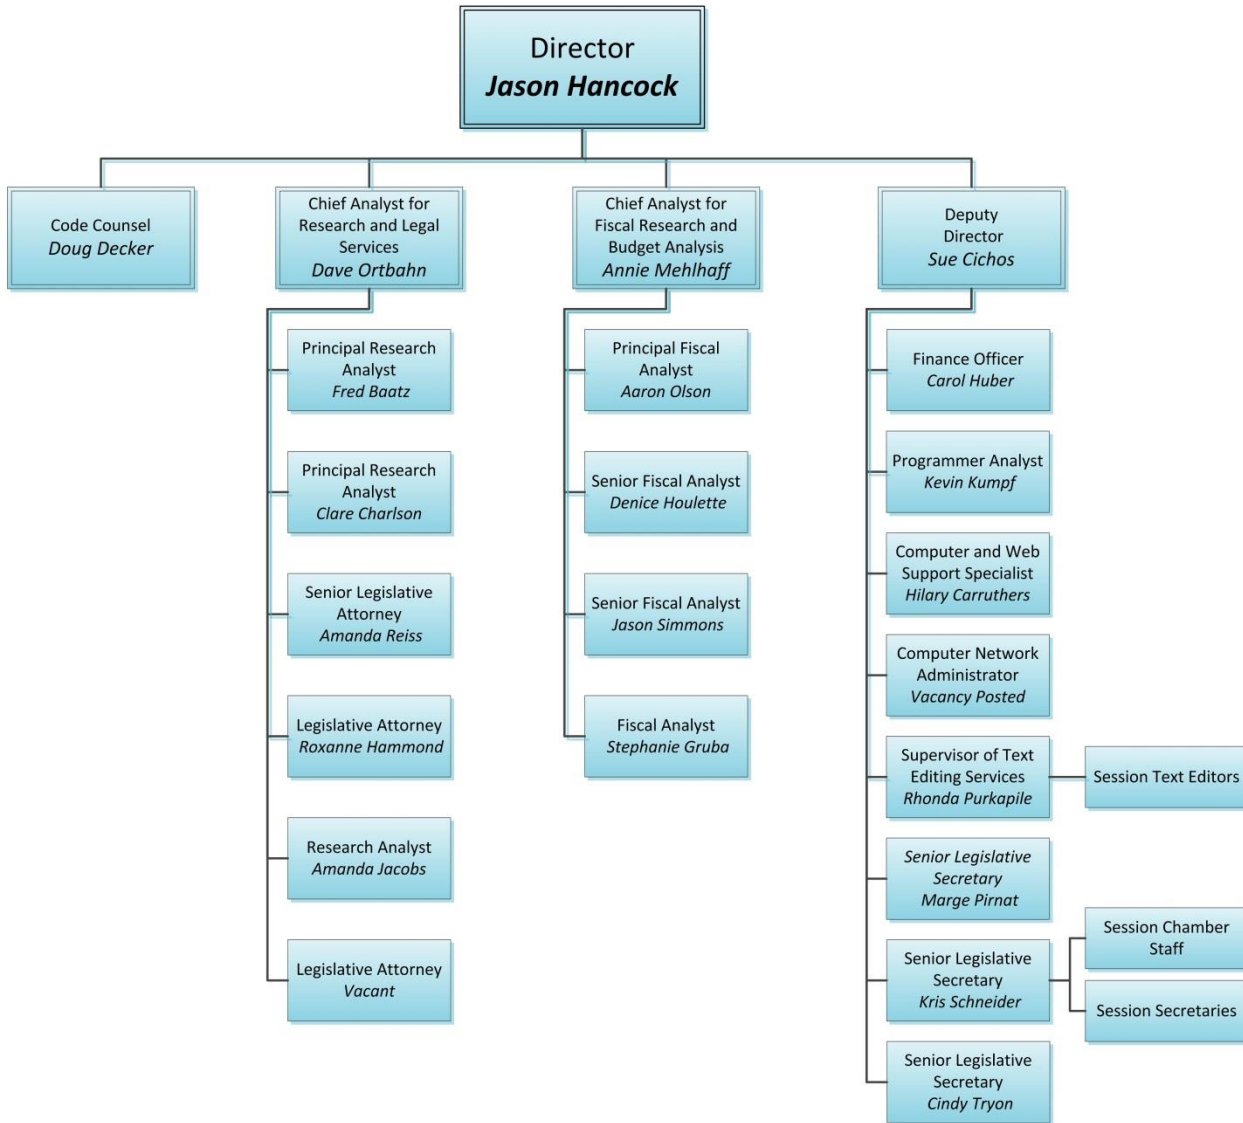 Director
Jason Hancock
Code Counsel
Doug Decker
Chief Analyst for
Research and Legal
Services
Dave Ortbahn
Chief Analyst for
Fiscal Research and
Budget Analysis
Annie Mehlhaff
Deputy
Director
Sue Cichos
Principal Research
Analyst
Fred Baatz
Principal Research
Analyst
Clare Charlson
Senior Legislative
Attorney
Amanda Reiss
Legislative Attorney
Roxanne Hammond
Research Analyst
Amanda Jacobs
Legislative Attorney
Vacant
Principal Fiscal
Analyst
Aaron Olson
Senior Fiscal Analyst
Denice Houlette
Senior Fiscal Analyst
Jason Simmons
Fiscal Analyst
Stephanie Gruba
Finance Officer
Carol Huber
Programmer Analyst
Kevin Kumpf
Computer and Web
Support Specialist
Hilary Carruthers
Computer Network
Administrator
Vacancy Posted
Supervisor of Text
Editing Services
Rhonda Purkapile
Session Text Editors
Senior Legislative
Secretary
Marge Pirnat
Senior Legislative
Secretary
Kris Schneider
Session Chamber
Staff
Session Secretaries
Senior Legislative
Secretary
Cindy Tryon